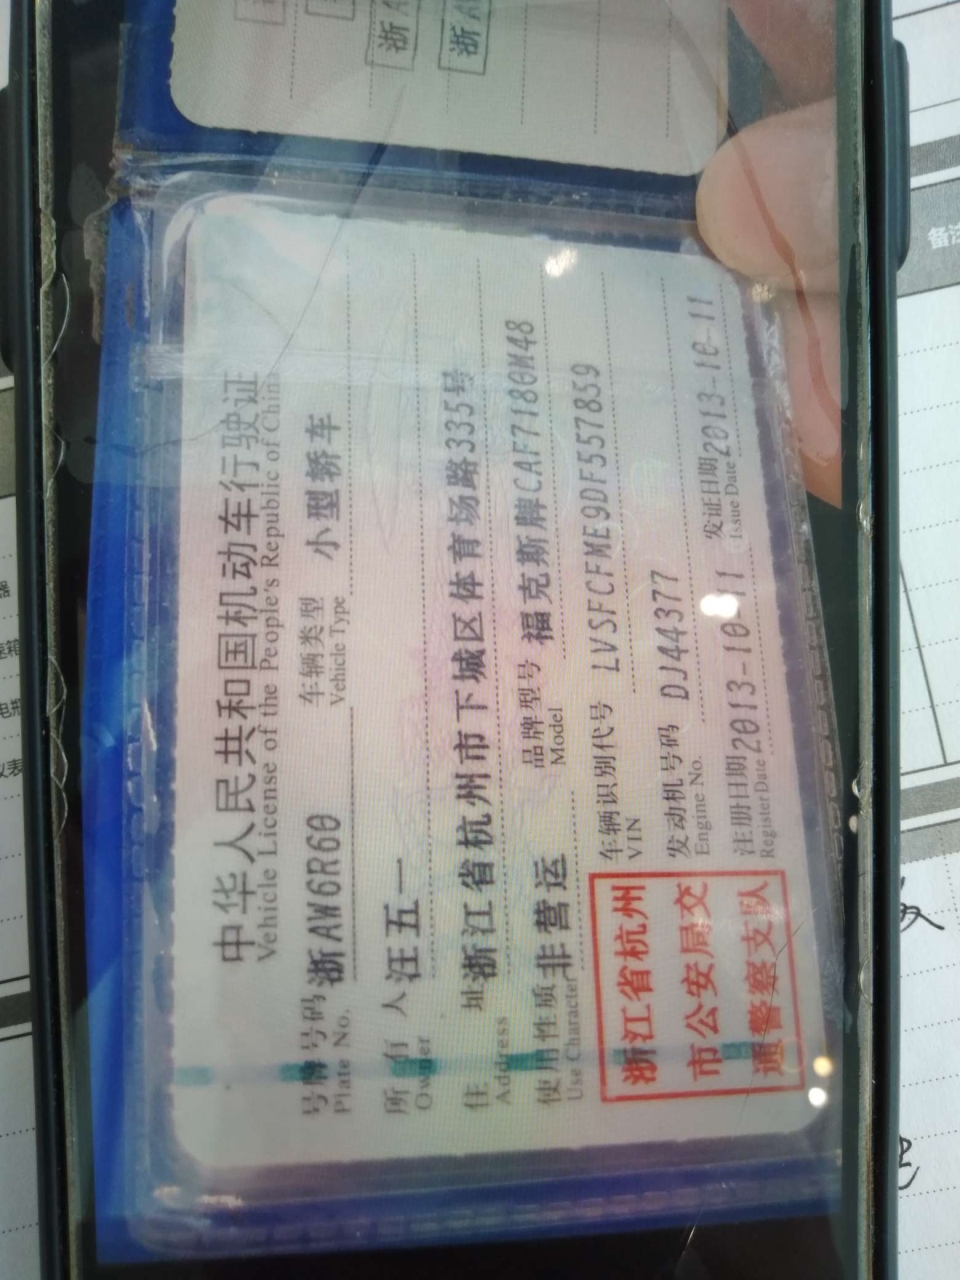 中华人民共和国机动车行驶证
Vehicle License of the People's Republic of China
号牌号码 浙AW6R60 车辆类型 小型轿车
Plate No. Vehicle Type
所有人 汪五一
Owner
住址 浙江省杭州市下城区体育场路335号
Address
使用性质 非营运 品牌型号 福克斯牌CAF7180M48
Use Character Model
车辆识别代号 LVSFCFME9DF557859
VIN
发动机号码 DJ44377
Engine No.
注册日期 2013-10-11 发证日期 2013-10-11
Register Date Issue Date
浙江省杭州
市公安局交
通警察支队
浙A
浙A
备注